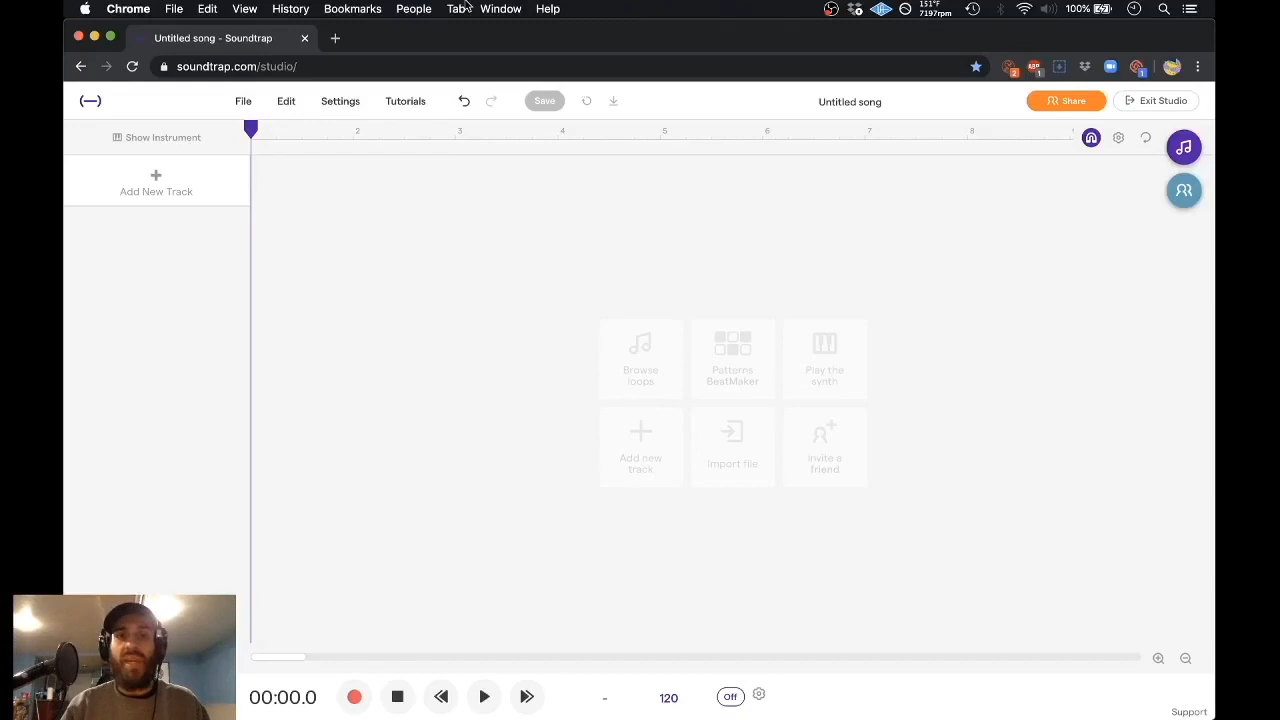 Chrome File Edit View History Bookmarks People Tab Window Help 151°F 7197rpm 100%
Untitled song - Soundtrap
soundtrap.com/studio/
File Edit Settings Tutorials Save Untitled song Share Exit Studio
Show Instrument 2 3 4 5 6 7 8
Add New Track
Browse loops
Patterns BeatMaker
Play the synth
Add new track
Import file
Invite a friend
00:00.0 - 120 Off
Support